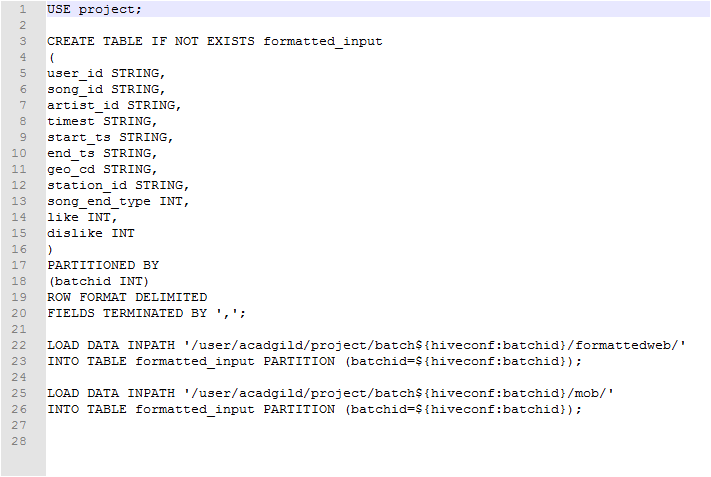 1 USE project;
2
3 CREATE TABLE IF NOT EXISTS formatted_input
4 (
5 user_id STRING,
6 song_id STRING,
7 artist_id STRING,
8 timest STRING,
9 start_ts STRING,
10 end_ts STRING,
11 geo_cd STRING,
12 station_id STRING,
13 song_end_type INT,
14 like INT,
15 dislike INT
16 )
17 PARTITIONED BY
18 (batchid INT)
19 ROW FORMAT DELIMITED
20 FIELDS TERMINATED BY ',';
21
22 LOAD DATA INPATH '/user/acadgild/project/batch${hiveconf:batchid}/formattedweb/'
23 INTO TABLE formatted_input PARTITION (batchid=${hiveconf:batchid});
24
25 LOAD DATA INPATH '/user/acadgild/project/batch${hiveconf:batchid}/mob/'
26 INTO TABLE formatted_input PARTITION (batchid=${hiveconf:batchid});
27
28